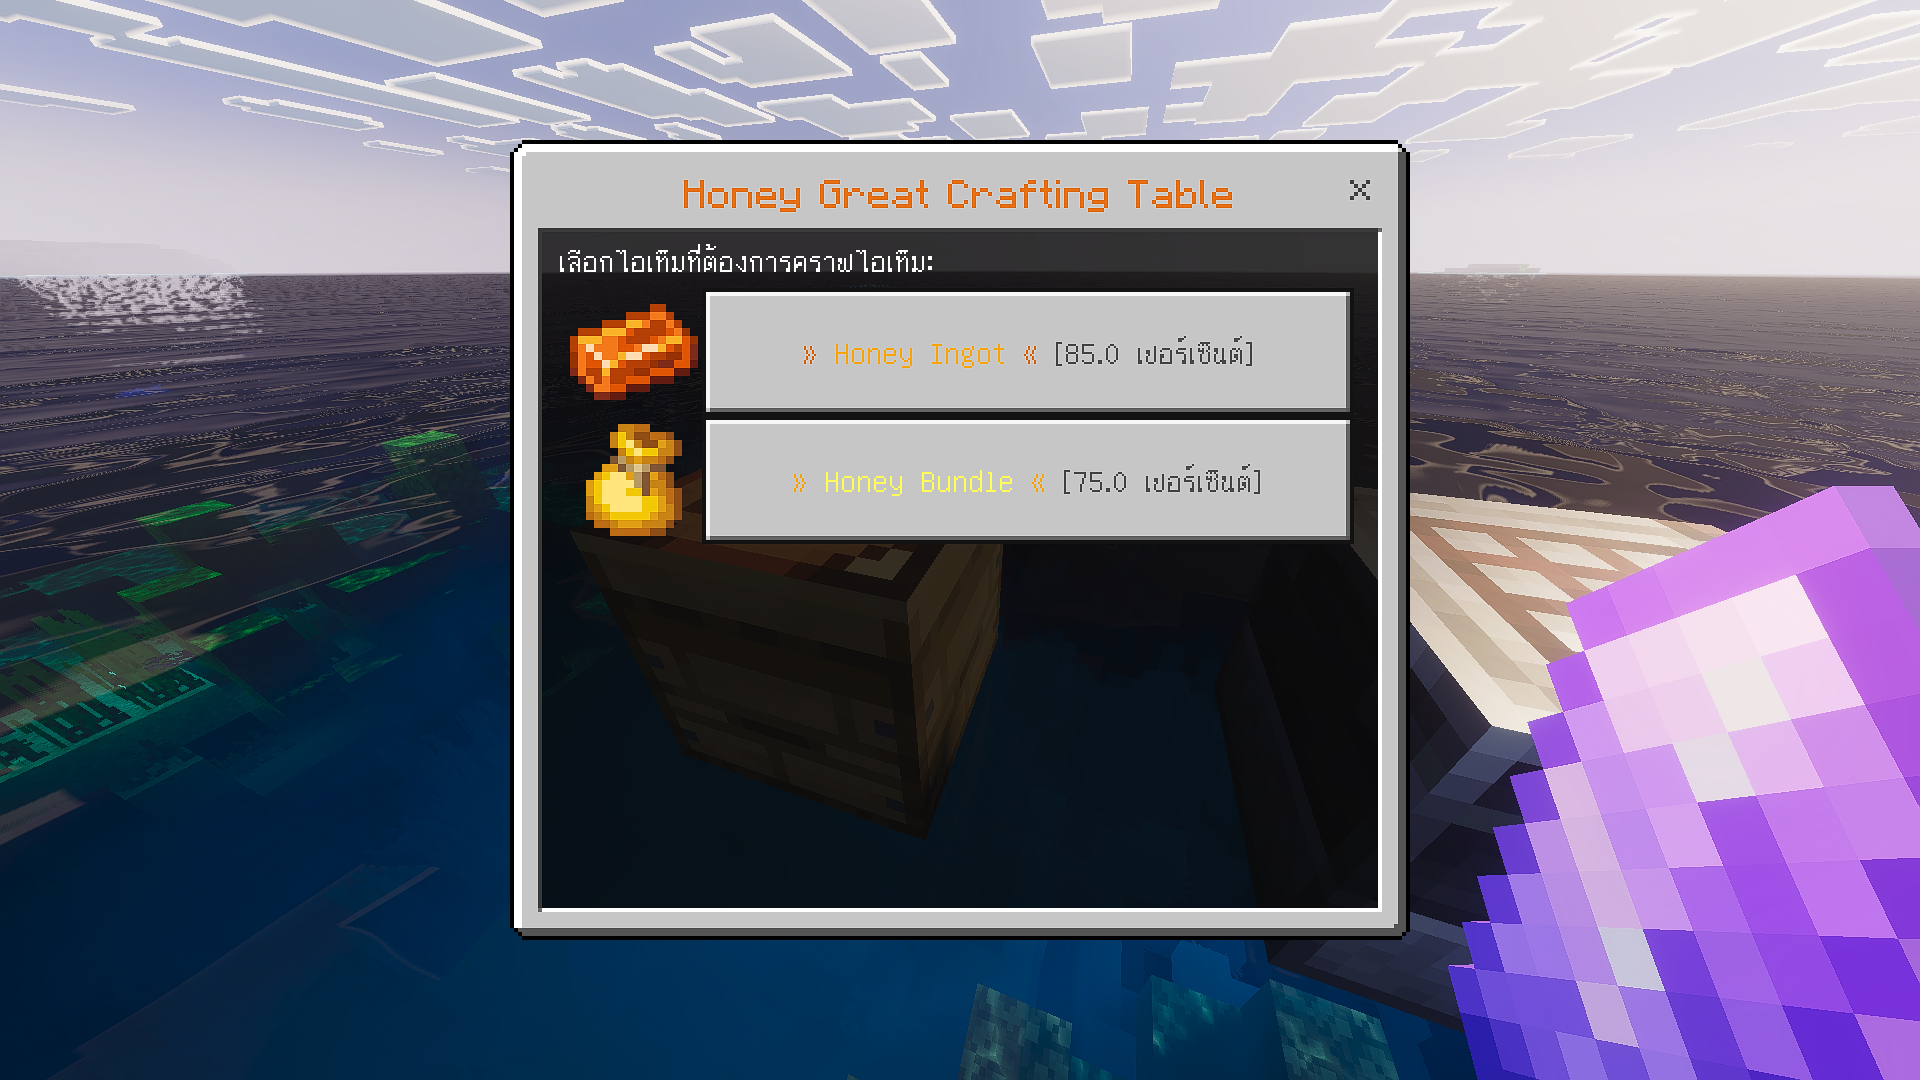 Honey Great Crafting Table
เลือกไอเท็มที่ต้องการคราฟไอเท็ม:
» Honey Ingot « [85.0 เปอร์เซ็นต์]
» Honey Bundle « [75.0 เปอร์เซ็นต์]